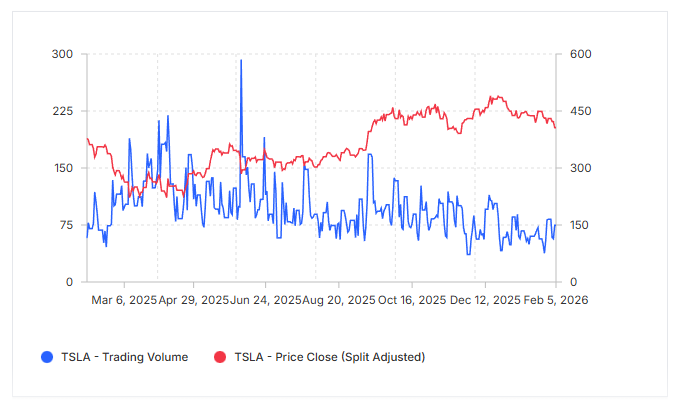 300 600
225 450
150 300
75 150
0 0
Mar 6, 2025 Apr 29, 2025 Jun 24, 2025 Aug 20, 2025 Oct 16, 2025 Dec 12, 2025 Feb 5, 2026
TSLA - Trading Volume TSLA - Price Close (Split Adjusted)